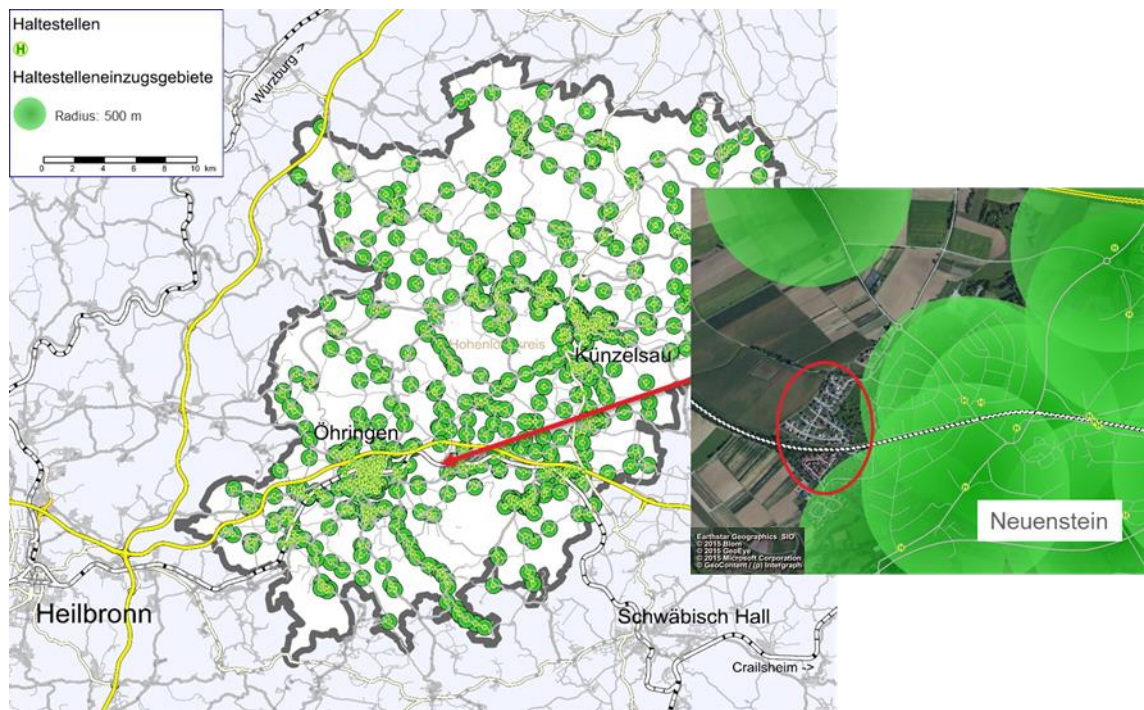 Haltestellen
H
Haltestelleneinzugsgebiete
Radius: 500 m
0 2 4 6 8 10
km
Würzburg ->
Hohenlohekreis
Künzelsau
Öhringen
Heilbronn
Schwäbisch Hall
Crailsheim ->
Neuenstein
Earthstar Geographics SIO
© 2015 Blom
© 2015 GeoEye
© 2015 Microsoft Corporation
© GeoContent / (p) Intergraph